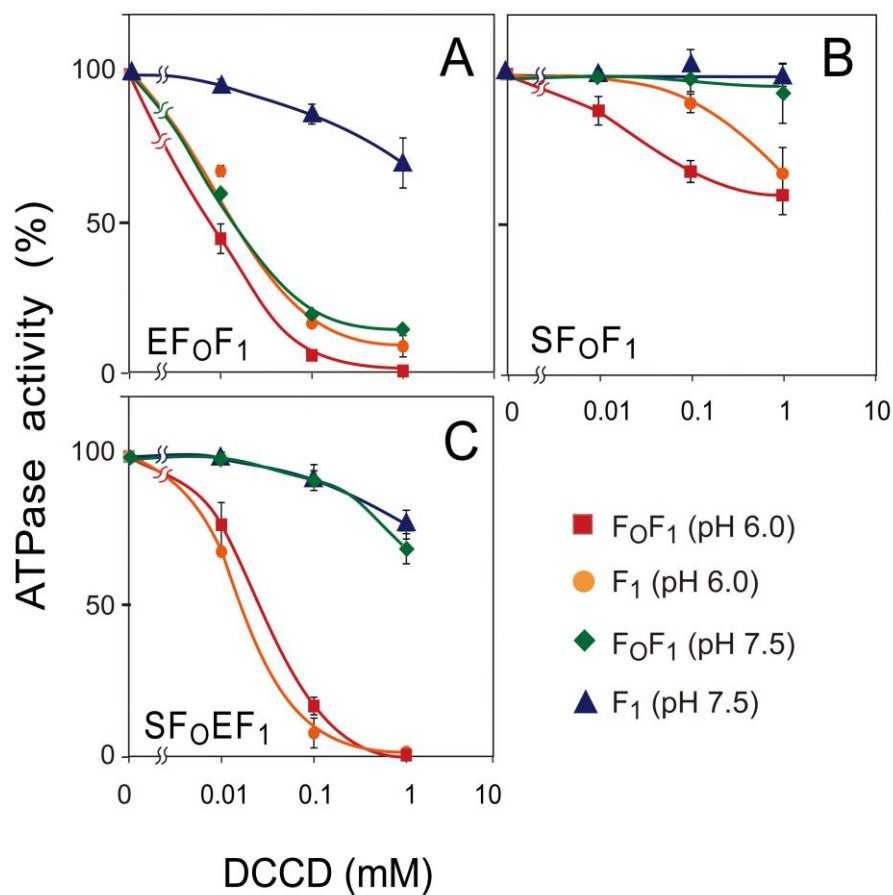 ATPase activity (%)
A
100
50
0
EFOF1
B
SFOF1
0
0.01
0.1
1
10
C
100
50
0
SFOEF1
0
0.01
0.1
1
10
DCCD (mM)
FOF1 (pH 6.0)
F1 (pH 6.0)
FOF1 (pH 7.5)
F1 (pH 7.5)